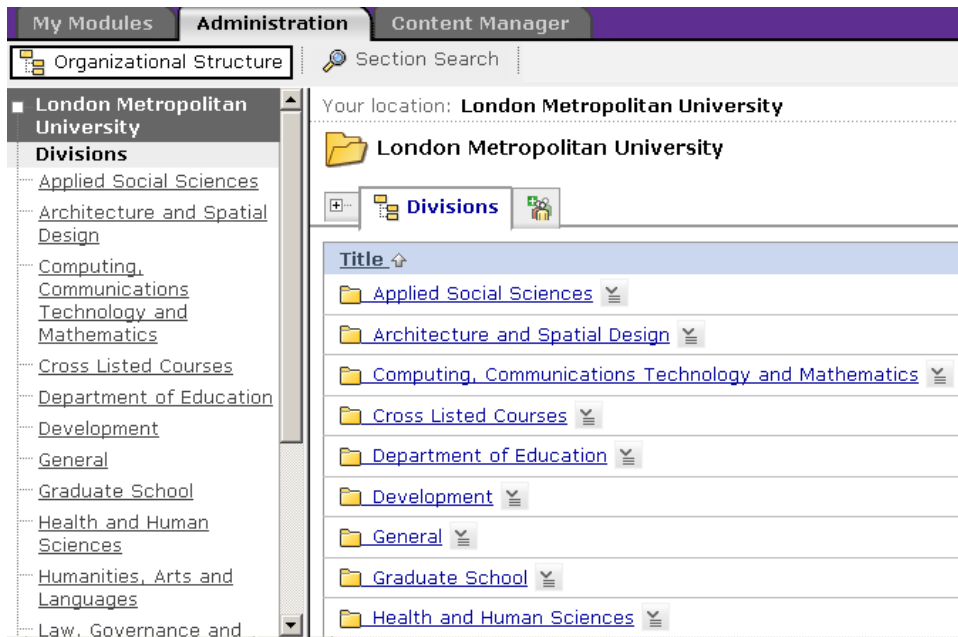 My Modules
Administration
Content Manager
Organizational Structure
Section Search
London Metropolitan
University
Divisions
Applied Social Sciences
Architecture and Spatial
Design
Computing,
Communications
Technology and
Mathematics
Cross Listed Courses
Department of Education
Development
General
Graduate School
Health and Human
Sciences
Humanities, Arts and
Languages
Law, Governance and
Your location: London Metropolitan University
London Metropolitan University
Divisions
Title
Applied Social Sciences
Architecture and Spatial Design
Computing, Communications Technology and Mathematics
Cross Listed Courses
Department of Education
Development
General
Graduate School
Health and Human Sciences